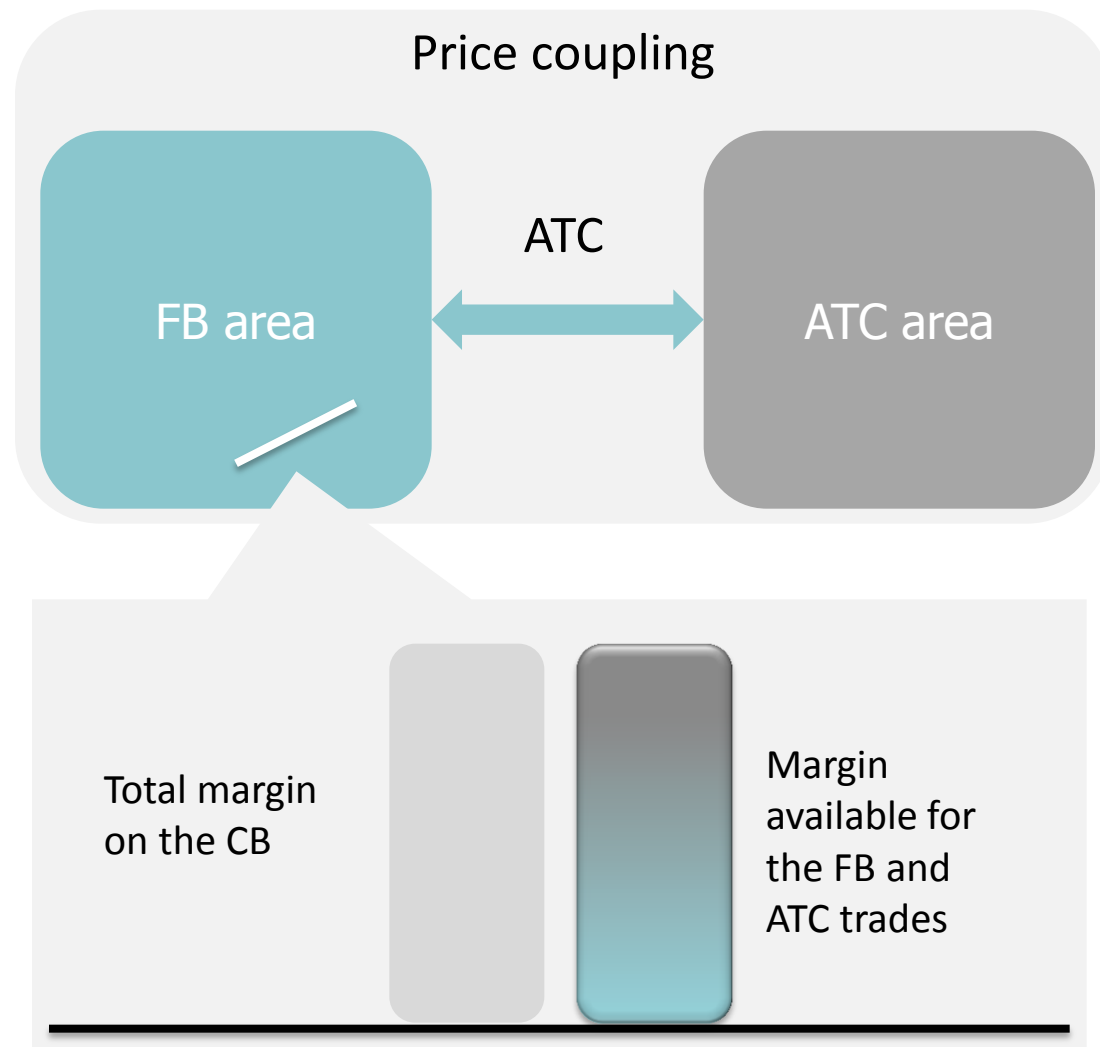 Price coupling
FB area
ATC
ATC area
Total margin
on the CB
Margin
available for
the FB and
ATC trades